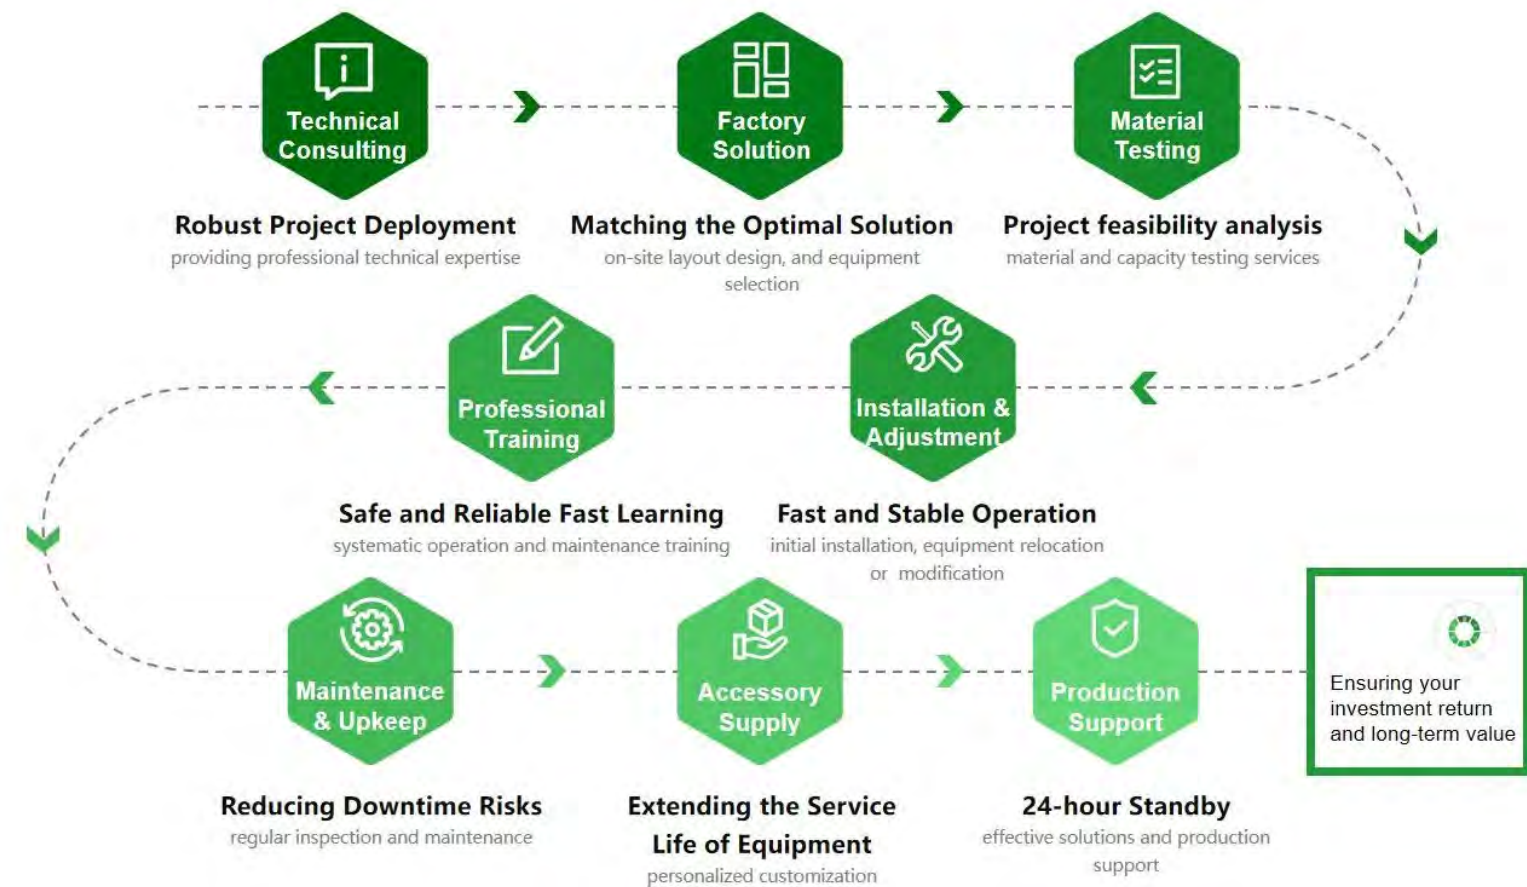 Technical
Consulting
Robust Project Deployment
providing professional technical expertise
Factory
Solution
Matching the Optimal Solution
on-site layout design, and equipment
selection
Material
Testing
Project feasibility analysis
material and capacity testing services
Installation &
Adjustment
Fast and Stable Operation
initial installation, equipment relocation
or modification
Professional
Training
Safe and Reliable Fast Learning
systematic operation and maintenance training
Maintenance
& Upkeep
Reducing Downtime Risks
regular inspection and maintenance
Accessory
Supply
Extending the Service
Life of Equipment
personalized customization
Production
Support
24-hour Standby
effective solutions and production
support
Ensuring your
investment return
and long-term value